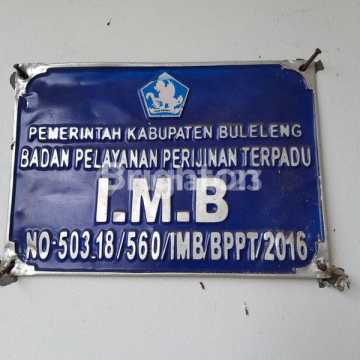 PEMERINTAH KABUPATEN BULELENG
BADAN PELAYANAN PERIJINAN TERPADU
I.M.B
NO-503.18/560/IMB/BPPT/2016